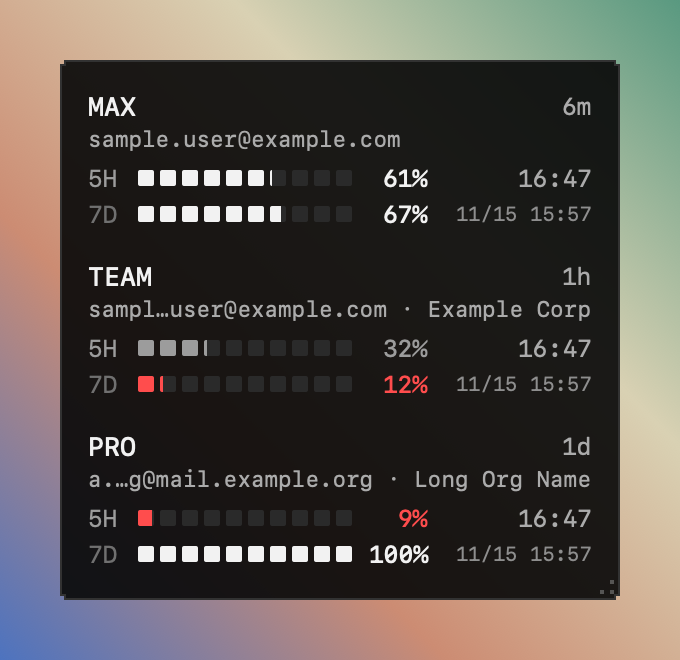 MAX 6m
sample.user@example.com
5H 61% 16:47
7D 67% 11/15 15:57
TEAM 1h
sampl…user@example.com · Example Corp
5H 32% 16:47
7D 12% 11/15 15:57
PRO 1d
a.…g@mail.example.org · Long Org Name
5H 9% 16:47
7D 100% 11/15 15:57